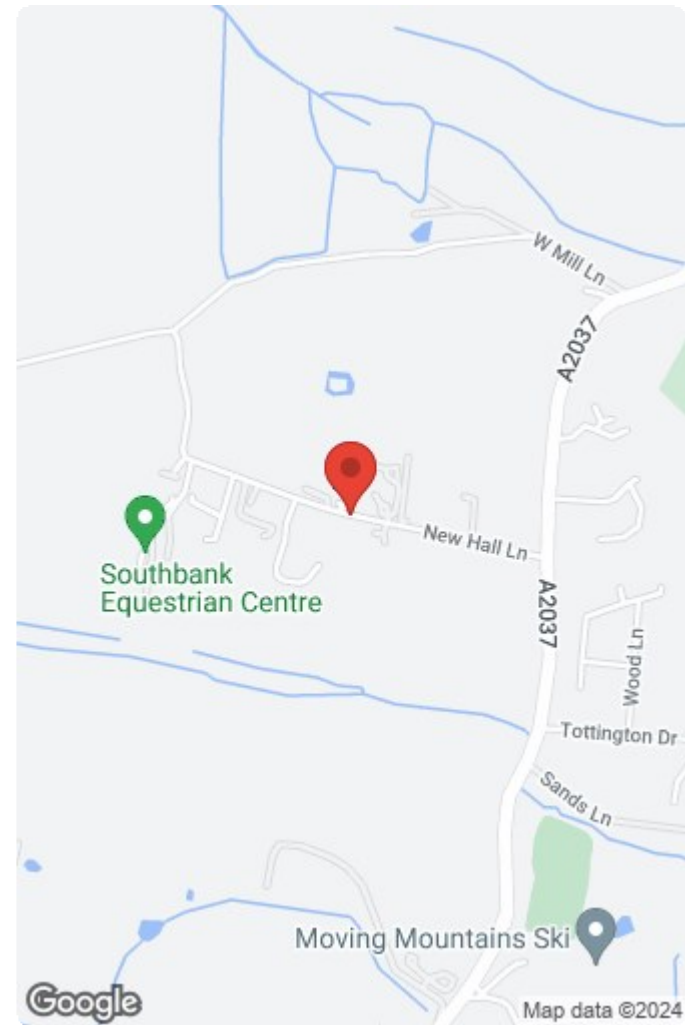 W Mill Ln
A2037
New Hall Ln
Southbank
Equestrian Centre
A2037
Wood Ln
Tottington Dr
Sands Ln
Moving Mountains Ski
Google
Map data ©2024